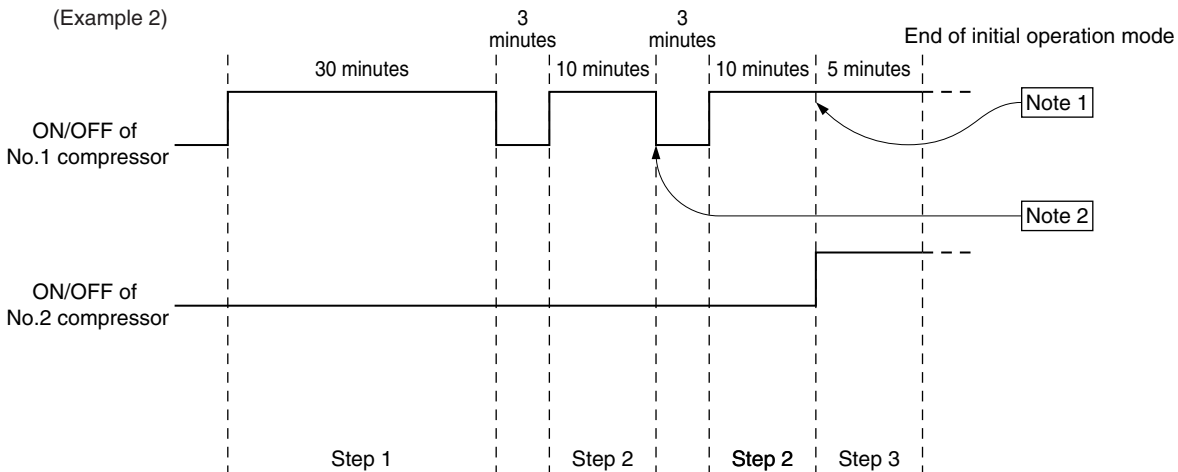 (Example 2)
3
minutes
3
minutes
End of initial operation mode
30 minutes
10 minutes
10 minutes
5 minutes
Note 1
ON/OFF of
No.1 compressor
Note 2
ON/OFF of
No.2 compressor
Step 1
Step 2
Step 2
Step 3